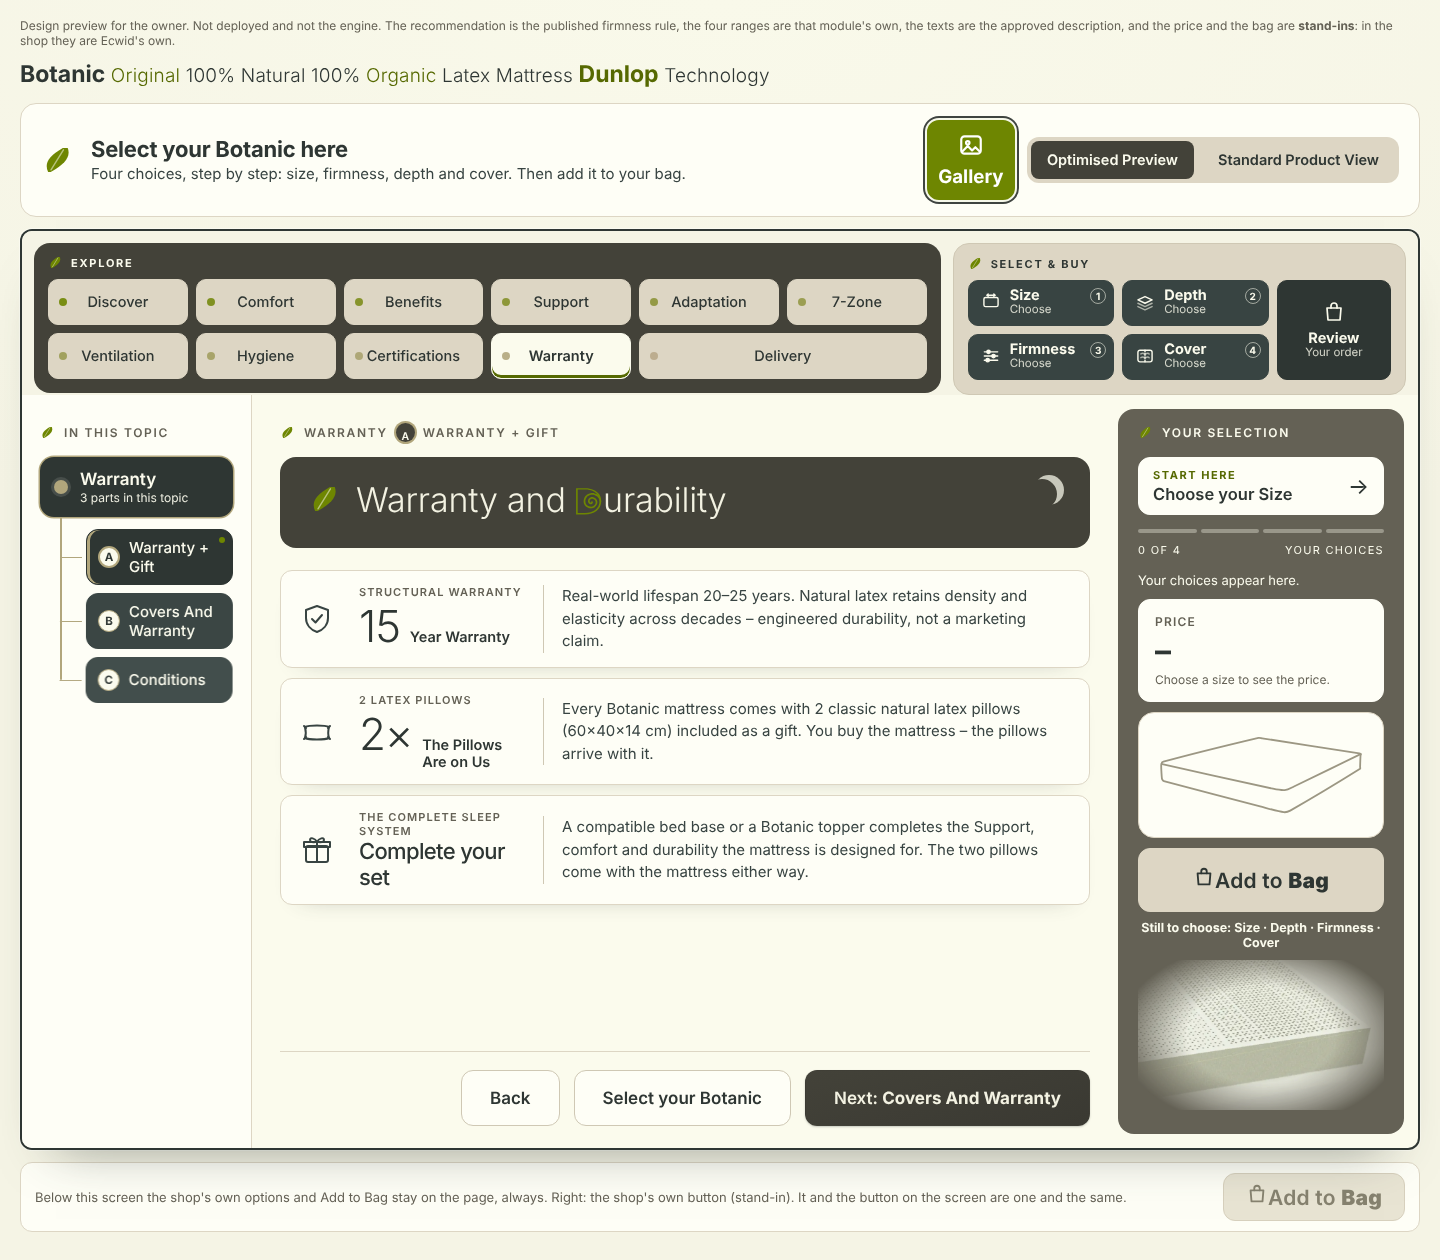 Design preview for the owner. Not deployed and not the engine. The recommendation is the published firmness rule, the four ranges are that module's own, the texts are the approved description, and the price and the bag are stand-ins: in the
shop they are Ecwid's own.
Botanic Original 100% Natural 100% Organic Latex Mattress Dunlop Technology
Select your Botanic here
Four choices, step by step: size, firmness, depth and cover. Then add it to your bag.
Gallery
Optimised Preview
Standard Product View
EXPLORE
Discover
Comfort
Benefits
Support
Adaptation
7-Zone
Ventilation
Hygiene
Certifications
Warranty
Delivery
SELECT & BUY
Size
Choose
1
Depth
Choose
2
Firmness
Choose
3
Cover
Choose
4
Review
Your order
IN THIS TOPIC
Warranty
3 parts in this topic
A
Warranty +
Gift
B
Covers And
Warranty
C
Conditions
WARRANTY A WARRANTY + GIFT
Warranty and Durability
STRUCTURAL WARRANTY
15 Year Warranty
Real-world lifespan 20–25 years. Natural latex retains density and
elasticity across decades – engineered durability, not a marketing
claim.
2 LATEX PILLOWS
2× The Pillows
Are on Us
Every Botanic mattress comes with 2 classic natural latex pillows
(60×40×14 cm) included as a gift. You buy the mattress – the pillows
arrive with it.
THE COMPLETE SLEEP
SYSTEM
Complete your
set
A compatible bed base or a Botanic topper completes the Support,
comfort and durability the mattress is designed for. The two pillows
come with the mattress either way.
Back
Select your Botanic
Next: Covers And Warranty
YOUR SELECTION
START HERE
Choose your Size
0 OF 4
YOUR CHOICES
Your choices appear here.
PRICE
–
Choose a size to see the price.
Add to Bag
Still to choose: Size · Depth · Firmness ·
Cover
Below this screen the shop's own options and Add to Bag stay on the page, always. Right: the shop's own button (stand-in). It and the button on the screen are one and the same.
Add to Bag